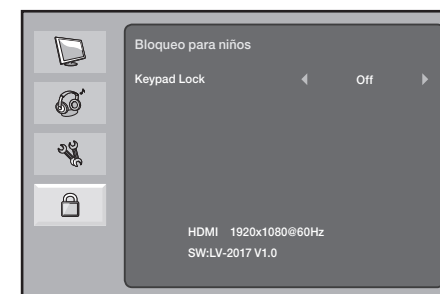 Bloqueo para niños
Keypad Lock Off
HDMI 1920x1080@60Hz
SW:LV-2017 V1.0